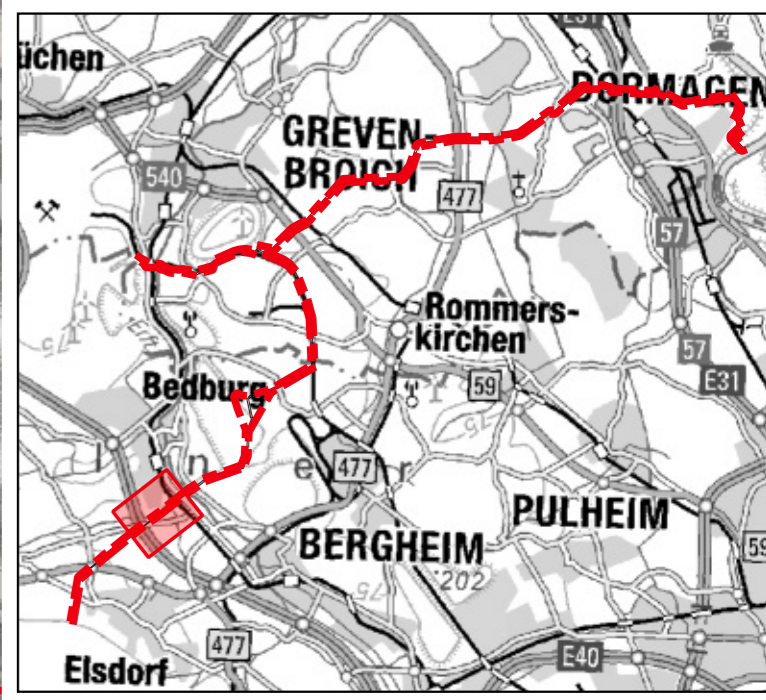 E31
üchen
DORMAGEN
GREVEN-
BROICH
540
477
57
Rommers-
kirchen
57
E31
59
Bedburg
l n e r
477
PULHEIM
BERGHEIM
59
202
477
E40
Elsdorf